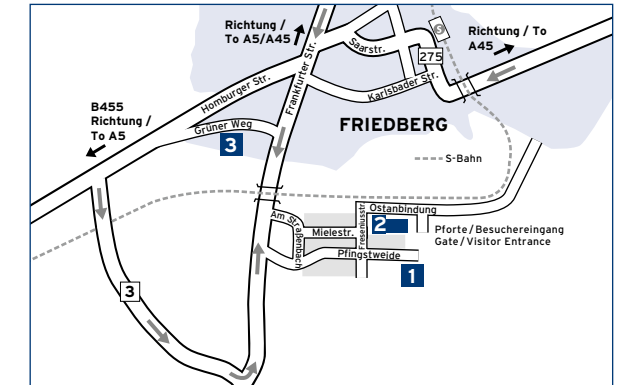 Richtung /
To A5/A45
Richtung / To
A45
S
Saarstr.
275
Frankfurter Str.
Homburger Str.
Karlsbader Str.
B455
Richtung /
To A5
Grüner Weg
FRIEDBERG
3
S-Bahn
Ostanbindung
Am Straßenbach
Freseniusstr.
2
Pforte / Besuchereingang
Gate / Visitor Entrance
Mielestr.
Pfingstweide
1
3